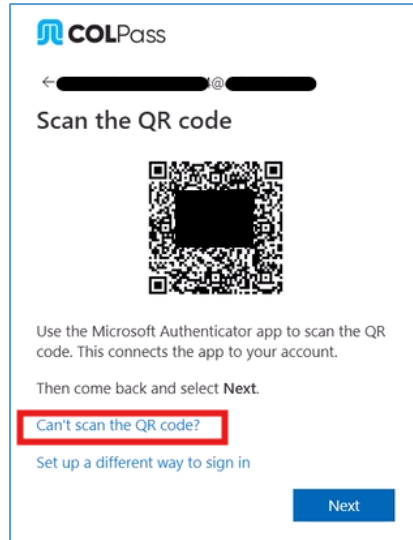 COLPass
@
Scan the QR code
Use the Microsoft Authenticator app to scan the QR
code. This connects the app to your account.
Then come back and select Next.
Can't scan the QR code?
Set up a different way to sign in
Next